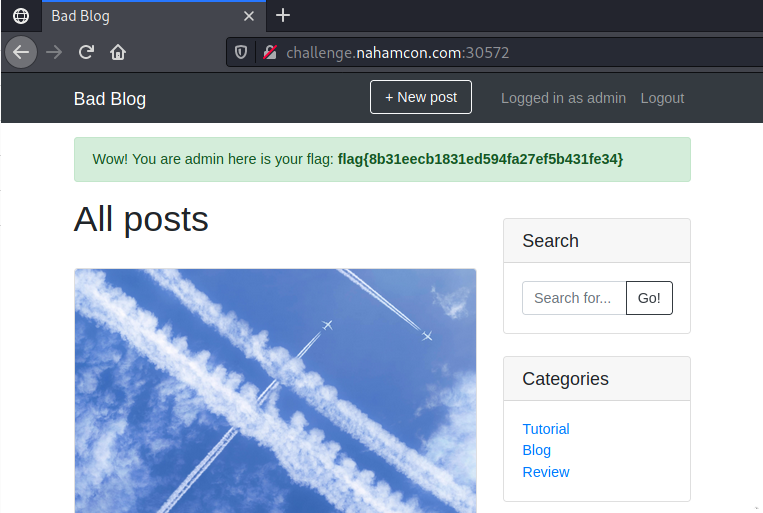 Bad Blog
challenge.nahamcon.com:30572
Bad Blog
+ New post
Logged in as admin
Logout
Wow! You are admin here is your flag: flag{8b31eecb1831ed594fa27ef5b431fe34}
All posts
Search
Search for...
Go!
Categories
Tutorial
Blog
Review